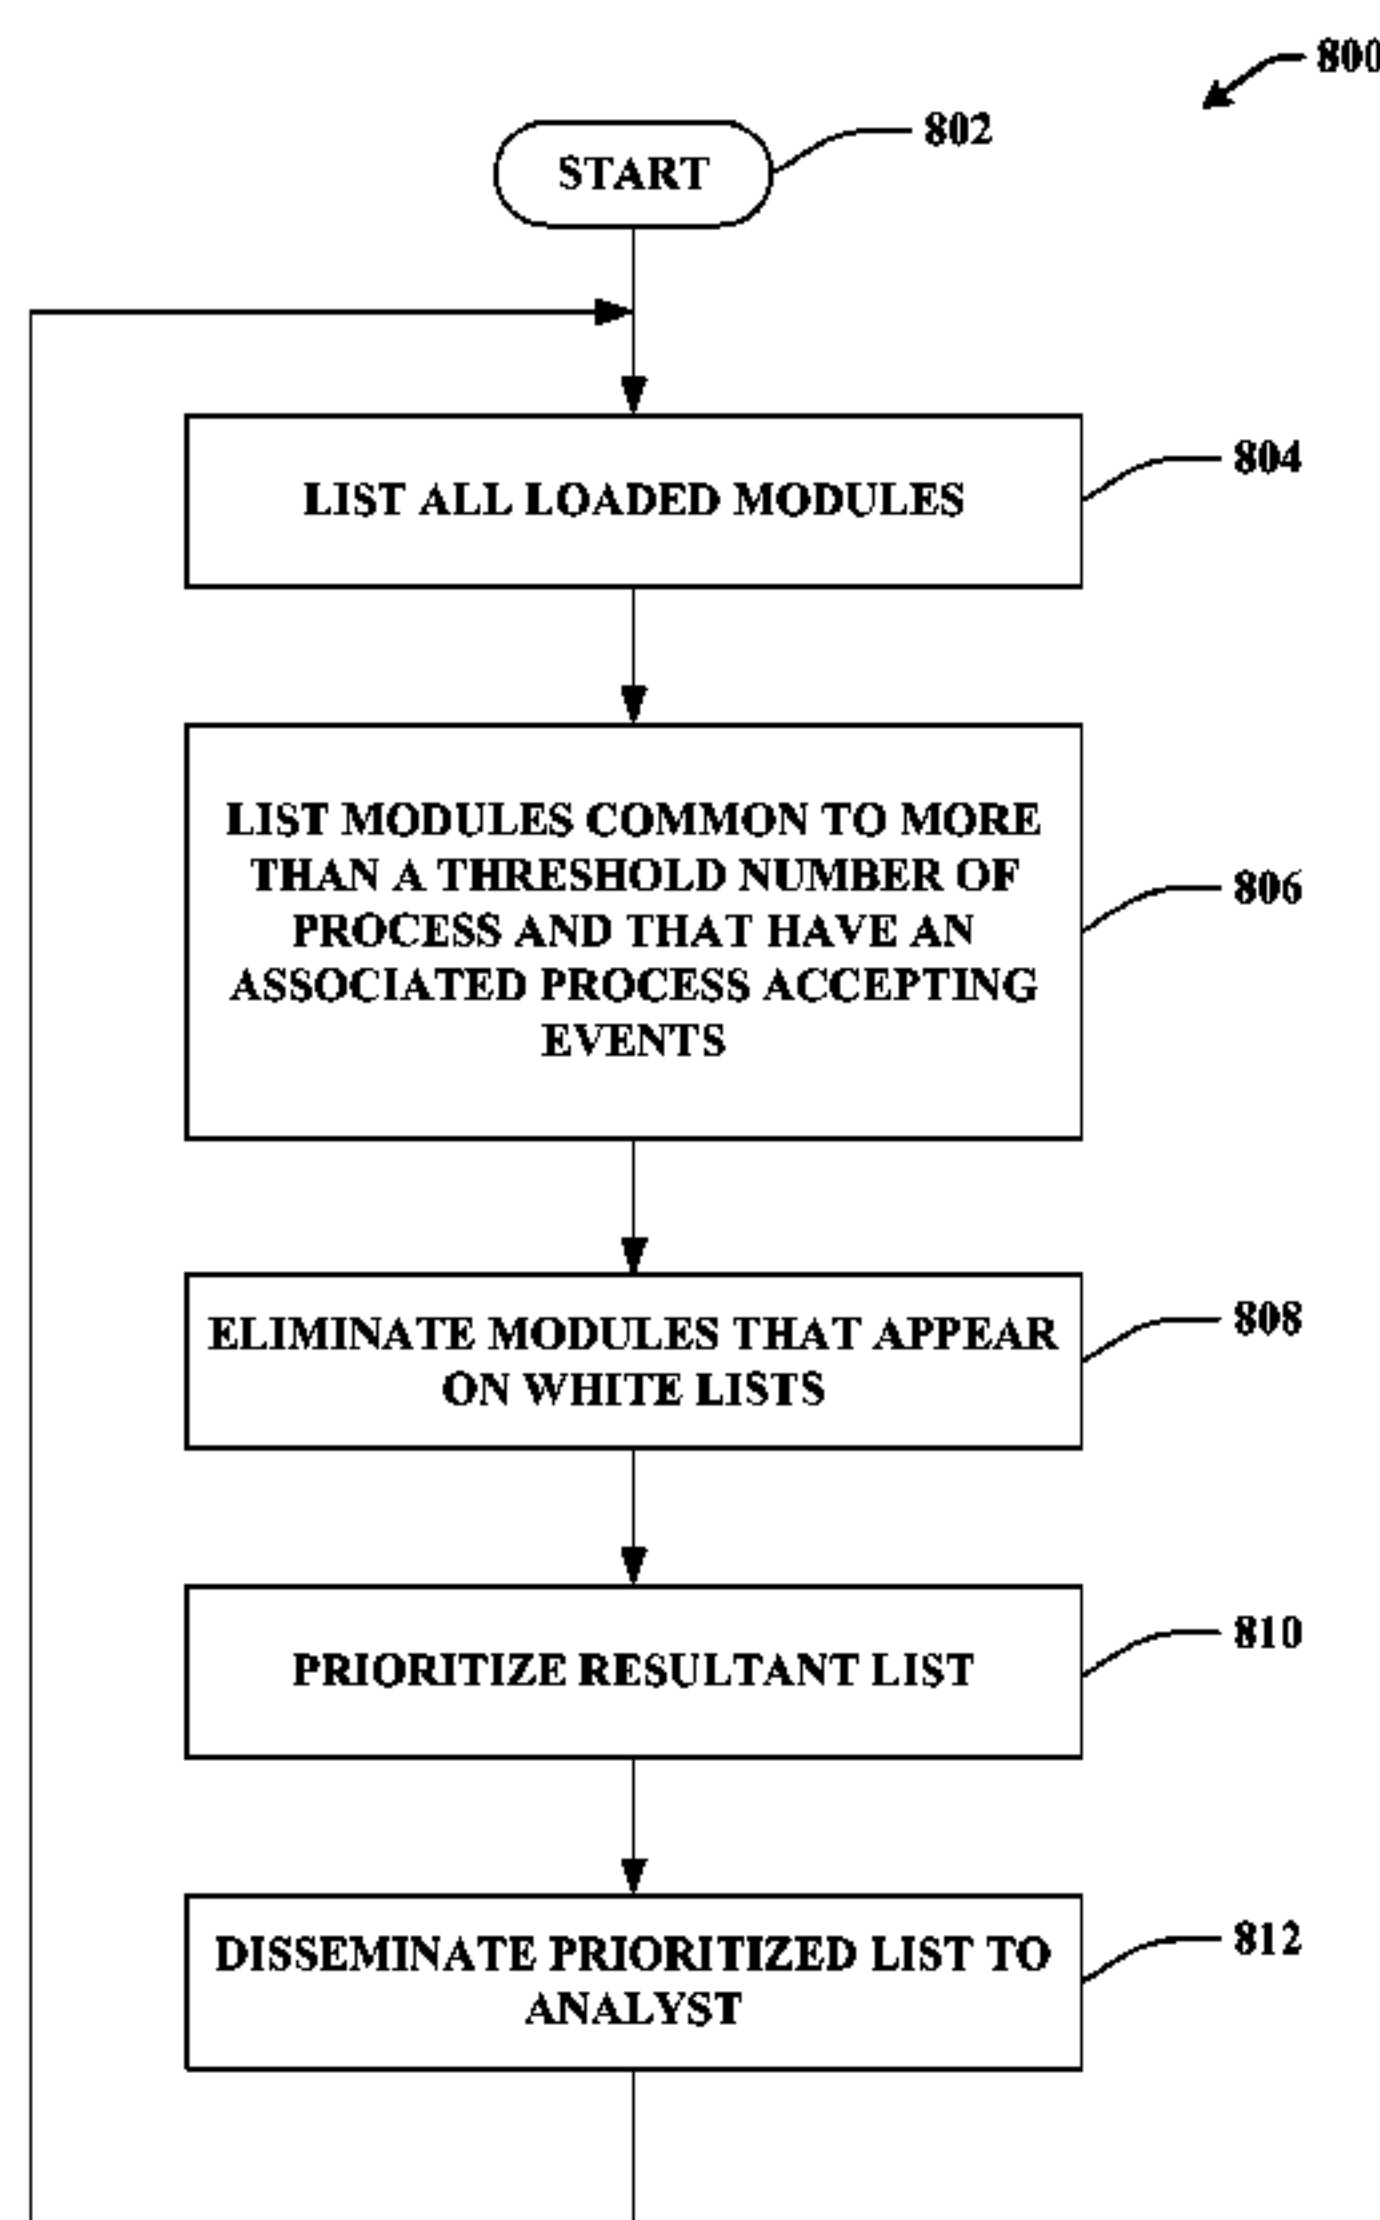 800
802
START
804
LIST ALL LOADED MODULES
LIST MODULES COMMON TO MORE
THAN A THRESHOLD NUMBER OF
806
PROCESS AND THAT HAVE AN
ASSOCIATED PROCESS ACCEPTING
EVENTS
808
ELIMINATE MODULES THAT APPEAR
ON WHITE LISTS
810
PRIORITIZE RESULTANT LIST
812
DISSEMINATE PRIORITIZED LIST TO
ANALYST